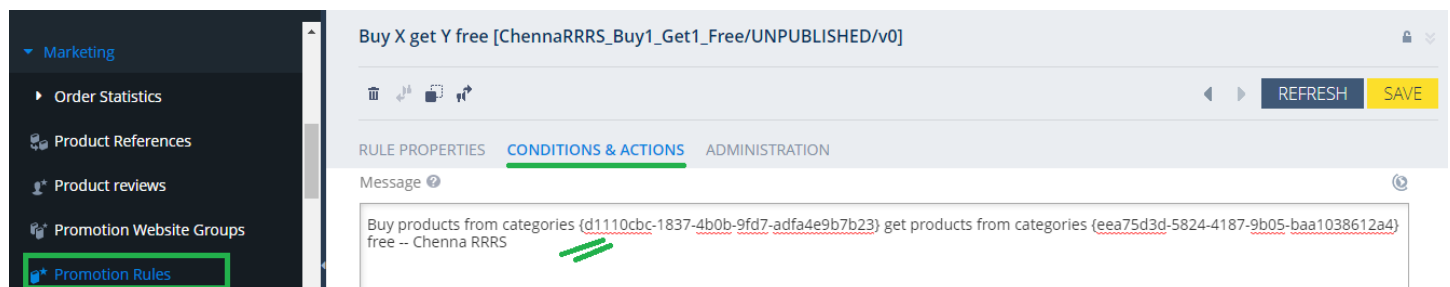 Marketing
Order Statistics
Product References
Product reviews
Promotion Website Groups
Promotion Rules
Buy X get Y free [ChennaRRRS_Buy1_Get1_Free/UNPUBLISHED/v0]
REFRESH
SAVE
RULE PROPERTIES CONDITIONS & ACTIONS ADMINISTRATION
Message
Buy products from categories {d1110cbc-1837-4b0b-9fd7-adfa4e9b7b23} get products from categories {eea75d3d-5824-4187-9b05-baa1038612a4}
free -- Chenna RRRS